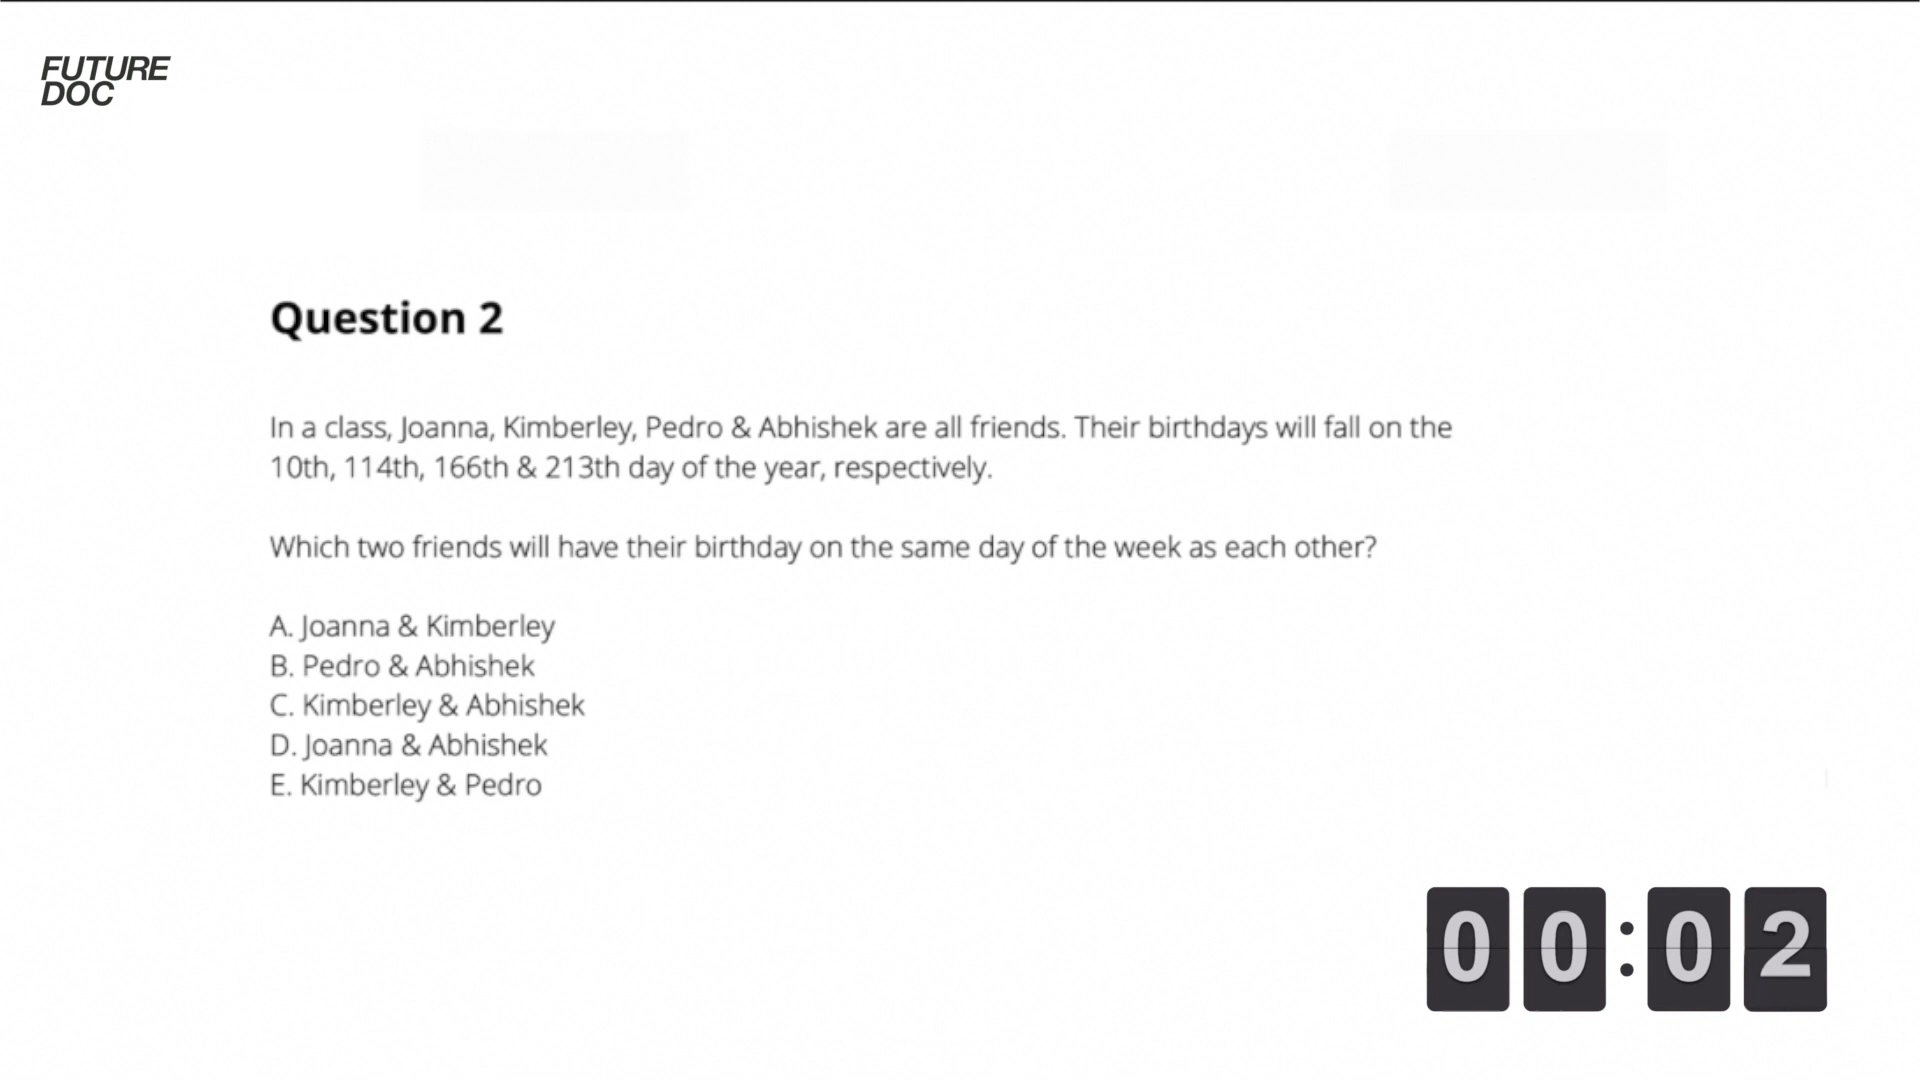 FUTURE
DOC
Question 2
In a class, Joanna, Kimberley, Pedro & Abhishek are all friends. Their birthdays will fall on the
10th, 114th, 166th & 213th day of the year, respectively.
Which two friends will have their birthday on the same day of the week as each other?
A. Joanna & Kimberley
B. Pedro & Abhishek
C. Kimberley & Abhishek
D. Joanna & Abhishek
E. Kimberley & Pedro
00:02